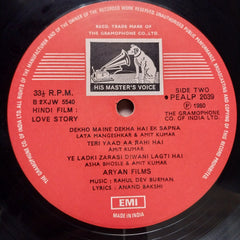 REGD. TRADE MARK OF
THE GRAMOPHONE CO. LTD.
HIS MASTER'S VOICE
33⅓ R.P.M.
SIDE TWO
PEALP 2039
HINDI FILM :
LOVE STORY
℗ 1980
THE GRAMOPHONE
CO. OF INDIA LTD.
DEKHO MAINE DEKHA HAI EK SAPNA
LATA MANGESHKAR & AMIT KUMAR
TERI YAAD AA RAHI HAI
AMIT KUMAR
YE LADKI ZARASI DIWANI LAGTI HAI
ASHA BHOSLE & AMIT KUMAR
ARYAN FILMS
MUSIC : RAHUL DEV BURMAN
LYRICS : ANAND BAKSHI
EMI
MADE IN INDIA